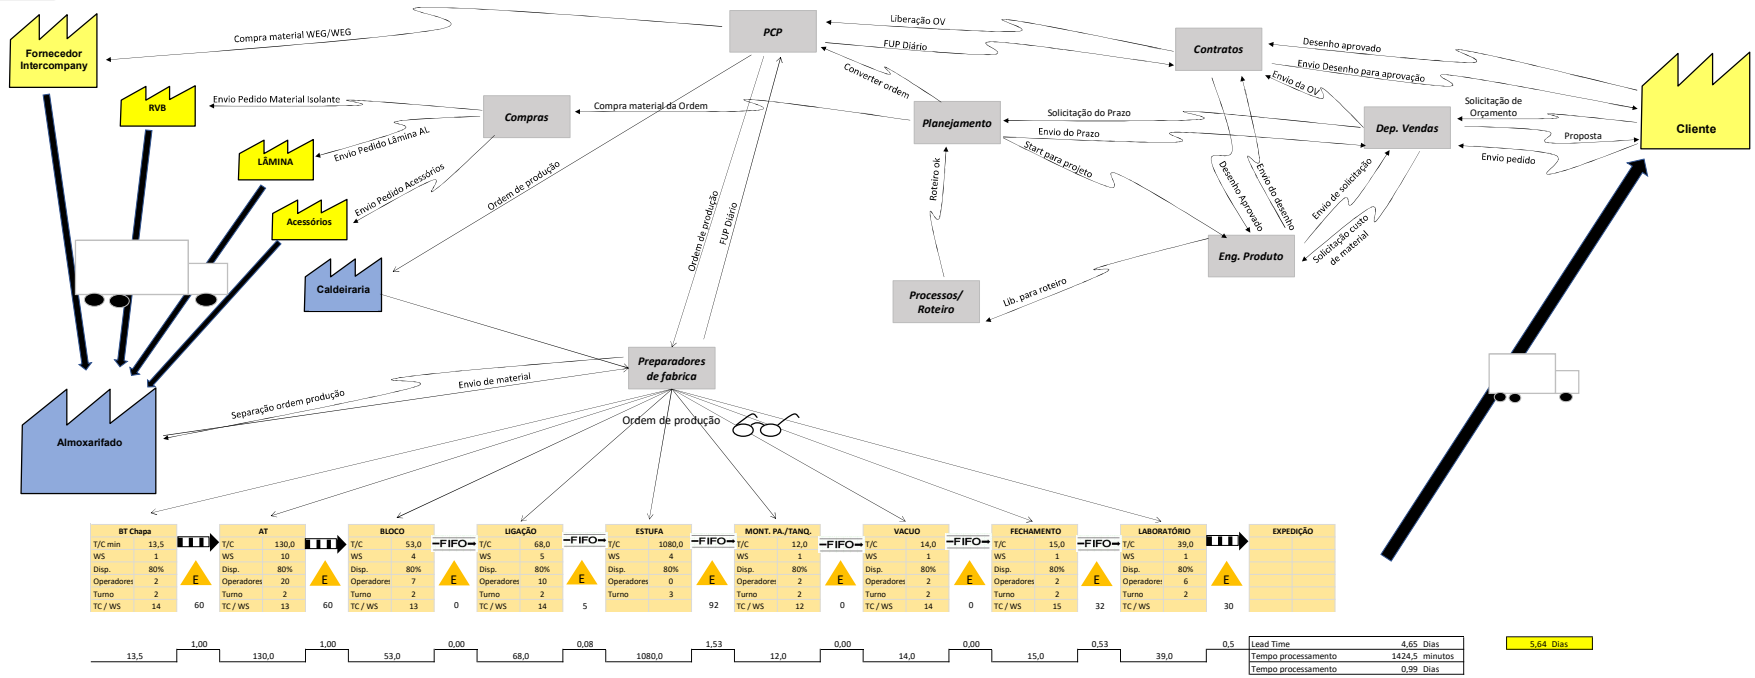 Fornecedor
Intercompany
Compra material WEG/WEG
PCP
Liberação OV
FUP Diário
Contratos
Desenho aprovado
Envio Desenho para aprovação
Envio da OV
Cliente
RVB
Envio Pedido Material Isolante
Compras
Compra material da Ordem
Converter ordem
Planejamento
Solicitação do Prazo
Envio do Prazo
Dep. Vendas
Solicitação de
Orçamento
Proposta
Envio pedido
LÂMINA
Envio Pedido Lâmina AL
Start para projeto
Roteiro ok
Acessórios
Envio Pedido Acessórios
Ordem de produção
Ordem de produção
FUP Diário
Desenho Aprovado
Envio do desenho
Envio de solicitação
Solicitação custo
de material
Eng. Produto
Caldeiraria
Processos/
Roteiro
Lib. para roteiro
Preparadores
de fabrica
Separação ordem produção
Envio de material
Almoxarifado
Ordem de produção
BT Chapa
T/C min 13,5
WS 1
Disp. 80%
Operadores 2
Turno 2
TC / WS 14
E
60
AT
T/C 130,0
WS 10
Disp. 80%
Operadores 20
Turno 2
TC / WS 13
E
60
BLOCO
T/C 53,0
WS 4
Disp. 80%
Operadores 7
Turno 2
TC / WS 13
FIFO
E
0
LIGAÇÃO
T/C 68,0
WS 5
Disp. 80%
Operadores 10
Turno 2
TC / WS 14
FIFO
E
5
ESTUFA
T/C 1080,0
WS 4
Disp. 80%
Operadores 0
Turno 3
FIFO
E
92
MONT. PA./TANQ.
T/C 12,0
WS 1
Disp. 80%
Operadores 2
Turno 2
TC / WS 12
FIFO
E
0
VACUO
T/C 14,0
WS 1
Disp. 80%
Operadores 2
Turno 2
TC / WS 14
FIFO
E
0
FECHAMENTO
T/C 15,0
WS 1
Disp. 80%
Operadores 2
Turno 2
TC / WS 15
FIFO
E
32
LABORATÓRIO
T/C 39,0
WS 1
Disp. 80%
Operadores 6
Turno 2
TC / WS
E
30
EXPEDIÇÃO
1,00 1,00 0,00 0,08 1,53 0,00 0,00 0,53 0,5
13,5 130,0 53,0 68,0 1080,0 12,0 14,0 15,0 39,0
Lead Time 4,65 Dias
Tempo processamento 1424,5 minutos
Tempo processamento 0,99 Dias
5,64 Dias